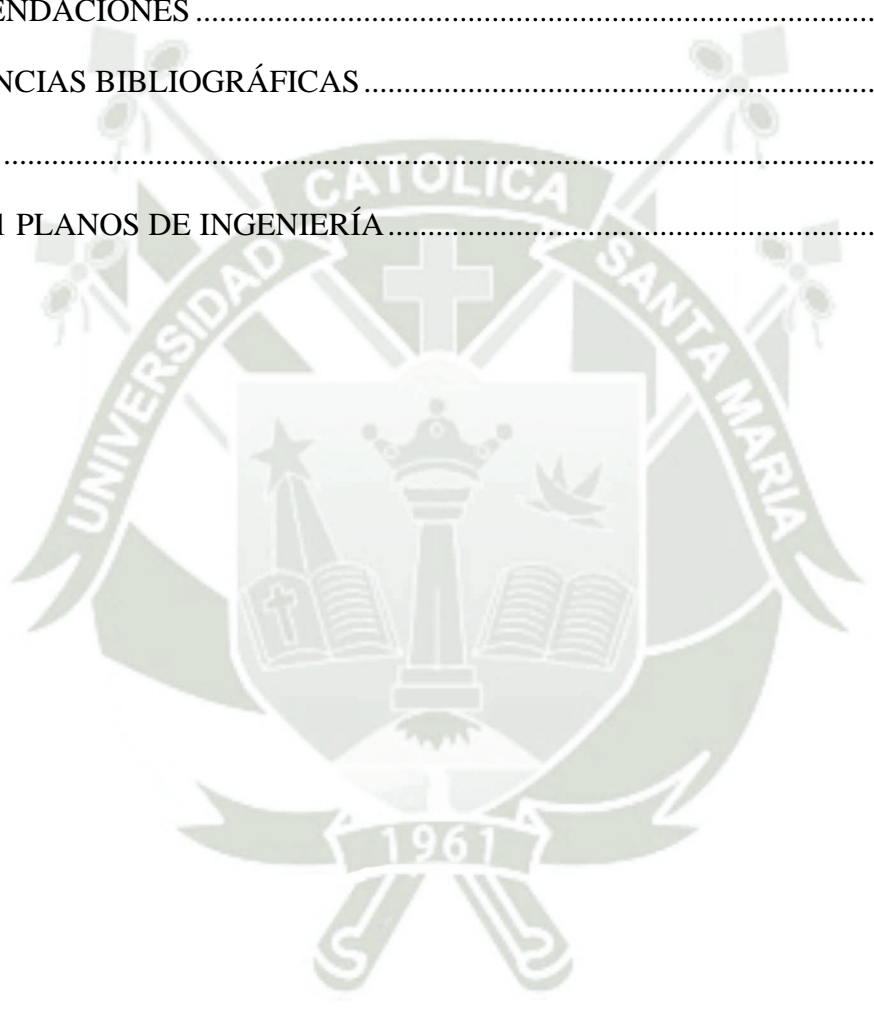 ENDACIONES ........................................................................................
NCIAS BIBLIOGRÁFICAS ................................................................
................................................................................................................
1 PLANOS DE INGENIERÍA .............................................................
UNIVERSIDAD CATOLICA SANTA MARIA
1961